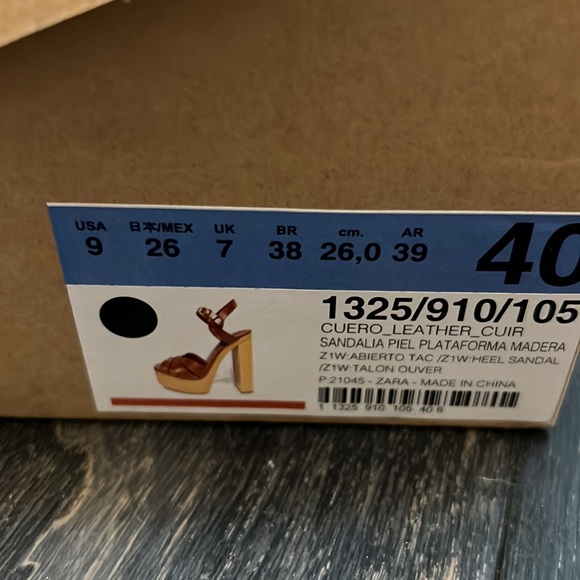 USA 日本/MEX UK BR cm. AR
9 26 7 38 26,0 39 40
1325/910/105
CUERO_LEATHER_CUIR
SANDALIA PIEL PLATAFORMA MADERA
Z1W:ABIERTO TAC /Z1W:HEEL SANDAL
/Z1W:TALON OUVER
P:21045 - ZARA - MADE IN CHINA
1 1325 910 105 40 8